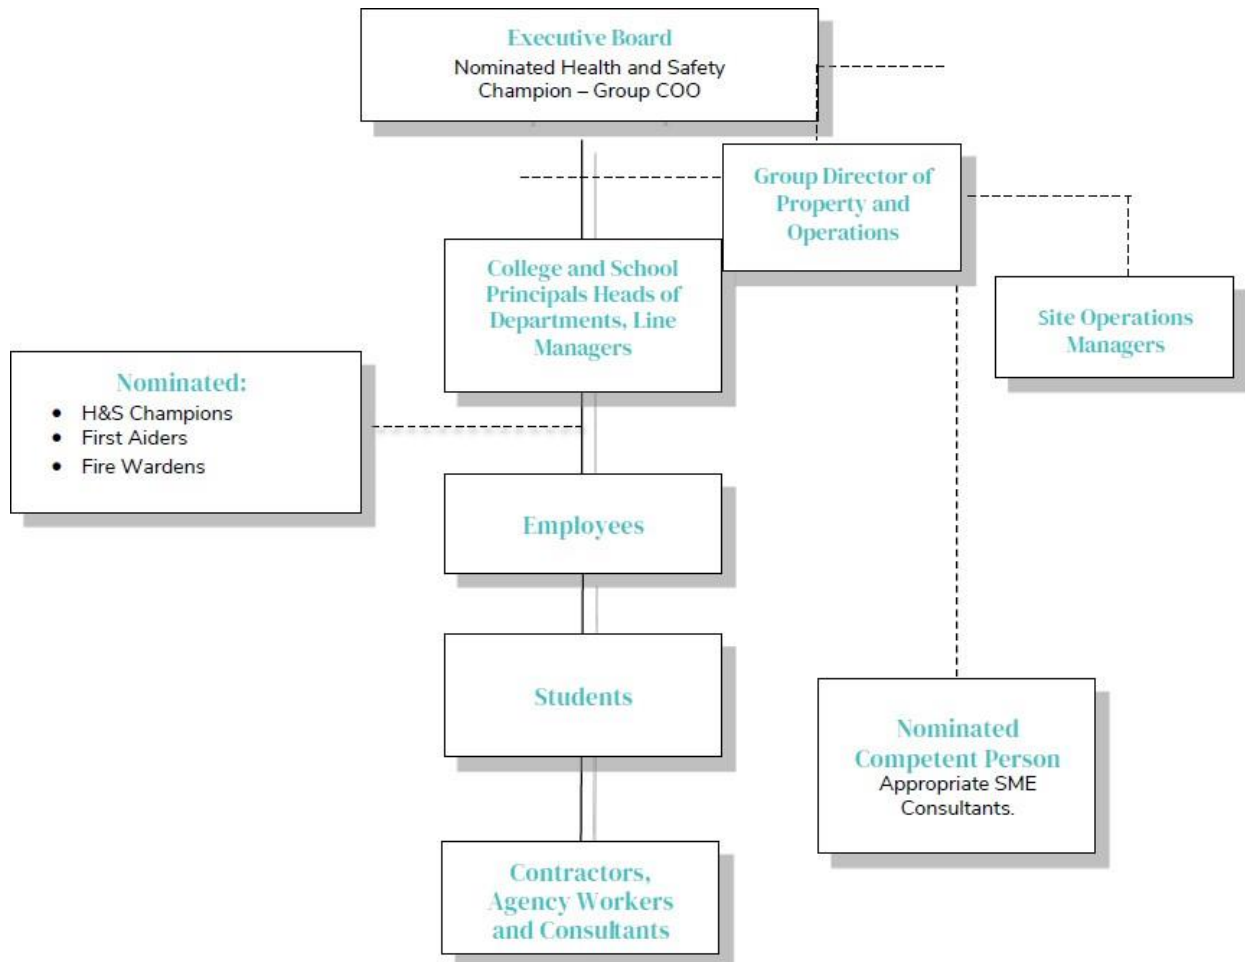 Executive Board
Nominated Health and Safety
Champion – Group COO
Group Director of
Property and
Operations
College and School
Principals Heads of
Departments, Line
Managers
Site Operations
Managers
Nominated:
• H&S Champions
• First Aiders
• Fire Wardens
Employees
Students
Nominated
Competent Person
Appropriate SME
Consultants.
Contractors,
Agency Workers
and Consultants